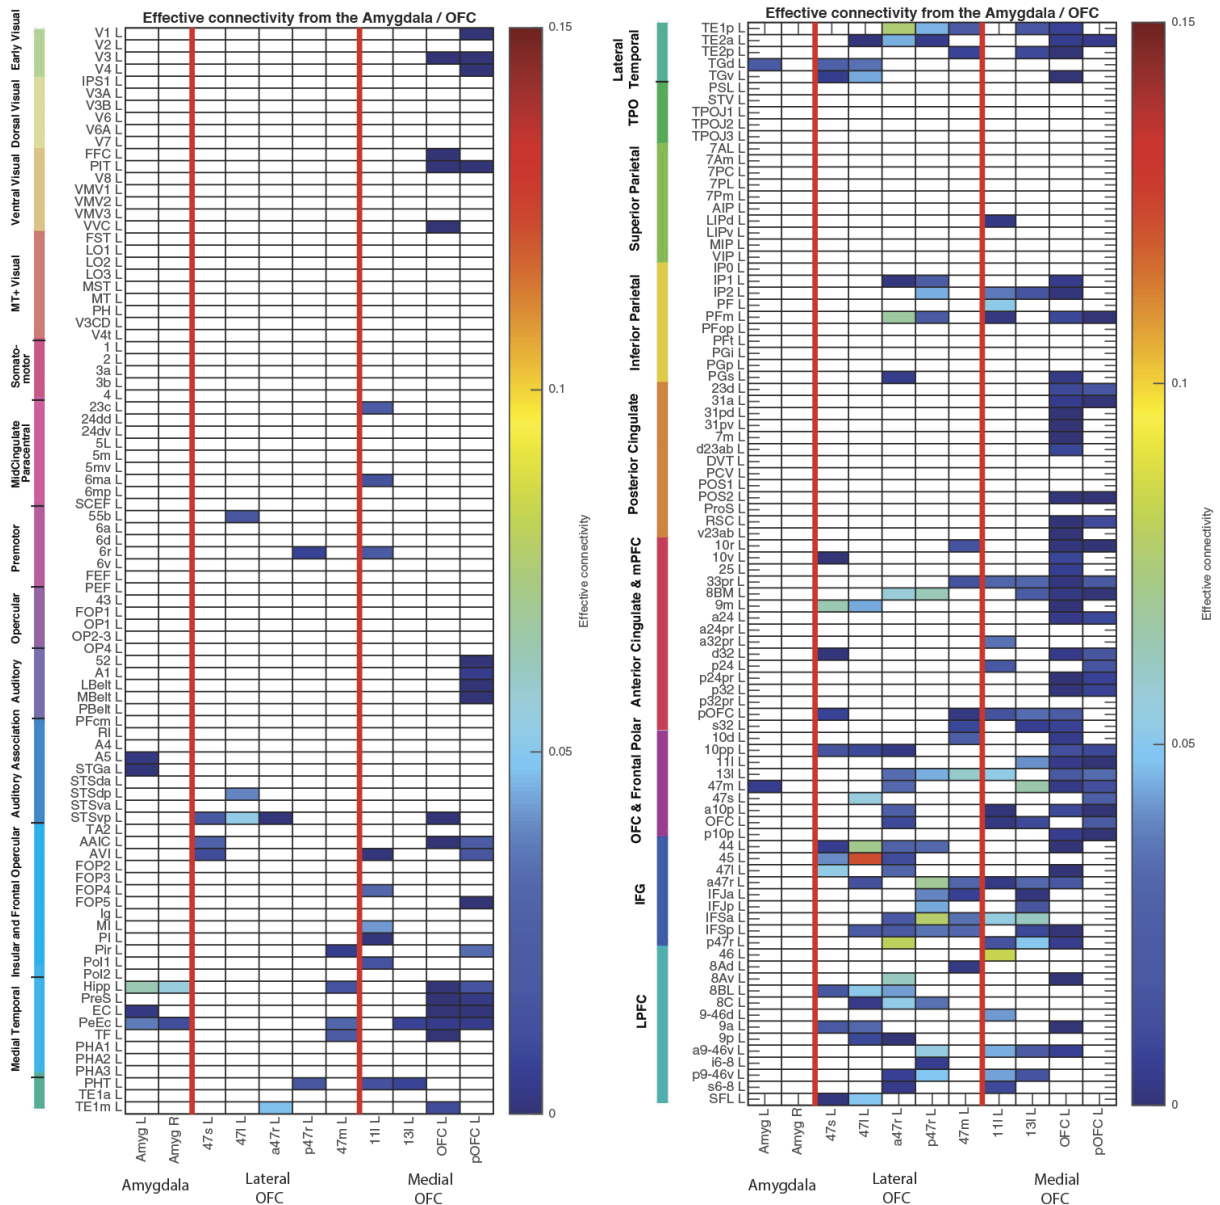 Effective connectivity from the Amygdala / OFC
Early Visual
Dorsal Visual
Ventral Visual
MT+ Visual
Somato-
motor
MidCingulate
Paracentral
Premotor
Opercular
Auditory
Auditory Association
Insular and Frontal Opercular
Medial Temporal
V1 L
V2 L
V3 L
V4 L
IPS1 L
V3A L
V3B L
V6 L
V6A L
V7 L
FFC L
PIT L
V8 L
VMV1 L
VMV2 L
VMV3 L
VVC L
FST L
LO1 L
LO2 L
LO3 L
MST L
MT L
PH L
V3CD L
V4t L
1 L
2 L
3a L
3b L
4 L
23c L
24dd L
24dv L
5L L
5m L
5mv L
6ma L
6mp L
SCEF L
55b L
6a L
6d L
6r L
6v L
FEF L
PEF L
43 L
FOP1 L
OP1 L
OP2-3 L
OP4 L
52 L
A1 L
LBelt L
MBelt L
PBelt L
PFcm L
RI L
A4 L
A5 L
STGa L
STSda L
STSdp L
STSva L
STSvp L
TA2 L
AAIC L
AVI L
FOP2 L
FOP3 L
FOP4 L
FOP5 L
Ig L
MI L
PI L
Pir L
PoI1 L
PoI2 L
Hipp L
PreS L
EC L
PeEc L
TF L
PHA1 L
PHA2 L
PHA3 L
PHT L
TE1a L
TE1m L
Amyg L
Amyg R
47s L
47l L
a47r L
p47r L
47m L
11l L
13l L
OFC L
pOFC L
Amygdala
Lateral
OFC
Medial
OFC
0.15
0.1
0.05
0
Effective connectivity
Effective connectivity from the Amygdala / OFC
Lateral
Temporal
TPO
Superior Parietal
Inferior Parietal
Posterior Cingulate
Anterior Cingulate & mPFC
OFC & Frontal Polar
IFG
LPFC
TE1p L
TE2a L
TE2p L
TGd L
TGv L
PSL L
STV L
TPOJ1 L
TPOJ2 L
TPOJ3 L
7AL L
7Am L
7PC L
7PL L
7Pm L
AIP L
LIPd L
LIPv L
MIP L
VIP L
IP0 L
IP1 L
IP2 L
PF L
PFm L
PFop L
PFt L
PGi L
PGp L
PGs L
23d L
31a L
31pd L
31pv L
7m L
d23ab L
DVT L
PCV L
POS1 L
POS2 L
ProS L
RSC L
v23ab L
10r L
10v L
25 L
33pr L
8BM L
9m L
a24 L
a24pr L
a32pr L
d32 L
p24 L
p24pr L
p32 L
p32pr L
pOFC L
s32 L
10d L
10pp L
11l L
13l L
47m L
47s L
a10p L
OFC L
p10p L
44 L
45 L
47l L
a47r L
IFJa L
IFJp L
IFSa L
IFSp L
p47r L
46 L
8Ad L
8Av L
8BL L
8C L
9-46d L
9a L
9p L
a9-46v L
i6-8 L
p9-46v L
s6-8 L
SFL L
Amyg L
Amyg R
47s L
47l L
a47r L
p47r L
47m L
11l L
13l L
OFC L
pOFC L
Amygdala
Lateral
OFC
Medial
OFC
0.15
0.1
0.05
0
Effective connectivity